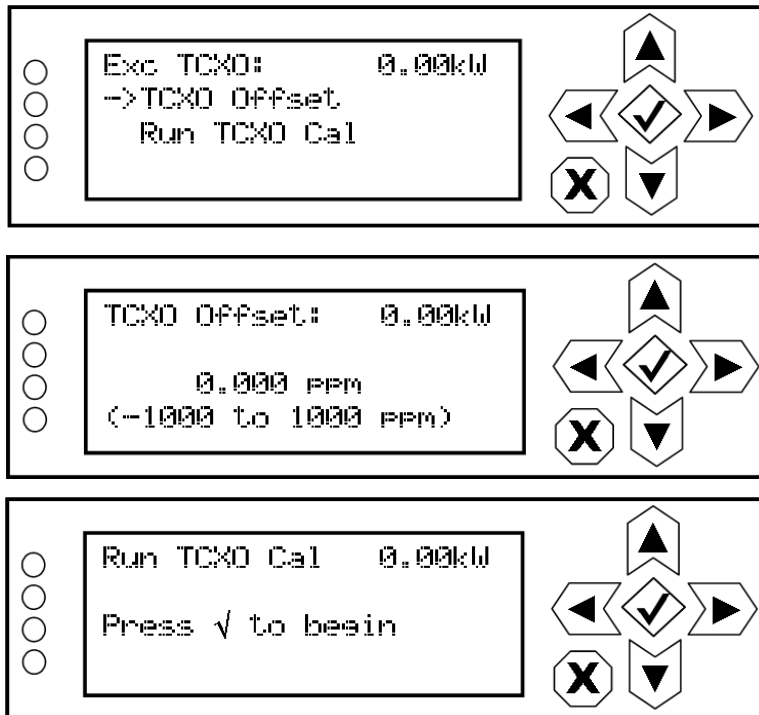 Exc TCXO: 0.00kW
->TCXO Offset
Run TCXO Cal
TCXO Offset: 0.00kW
0.000 ppm
(-1000 to 1000 ppm)
Run TCXO Cal 0.00kW
Press √ to begin